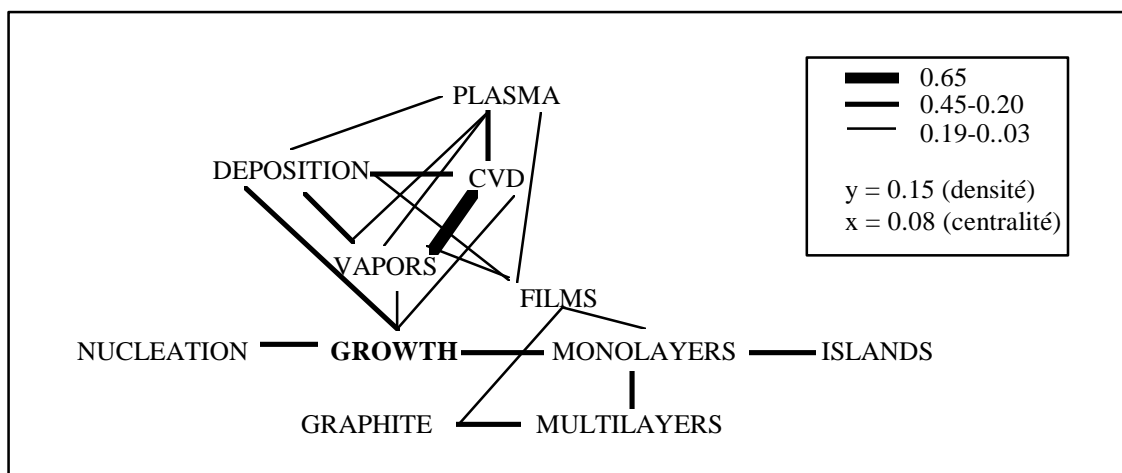 PLASMA
DEPOSITION
CVD
VAPORS
FILMS
NUCLEATION
GROWTH
MONOLAYERS
ISLANDS
GRAPHITE
MULTILAYERS
0.65
0.45-0.20
0.19-0..03
y = 0.15 (densité)
x = 0.08 (centralité)